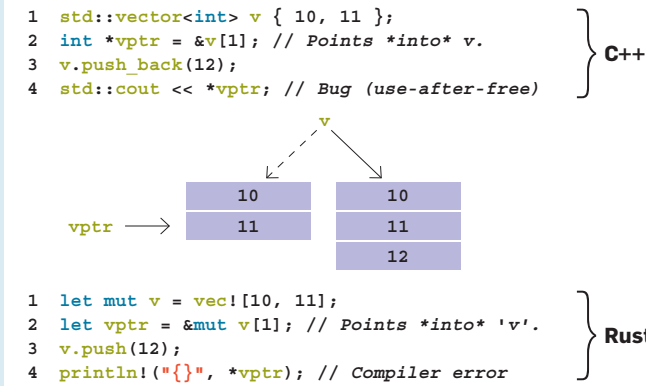 1 std::vector<int> v { 10, 11 };
2 int *vptr = &v[1]; // Points *into* v.
3 v.push_back(12);
4 std::cout << *vptr; // Bug (use-after-free)
C++
v
10 10
vptr 11 11
12
1 let mut v = vec![10, 11];
2 let vptr = &mut v[1]; // Points *into* 'v'.
3 v.push(12);
4 println!("{}", *vptr); // Compiler error
Rust